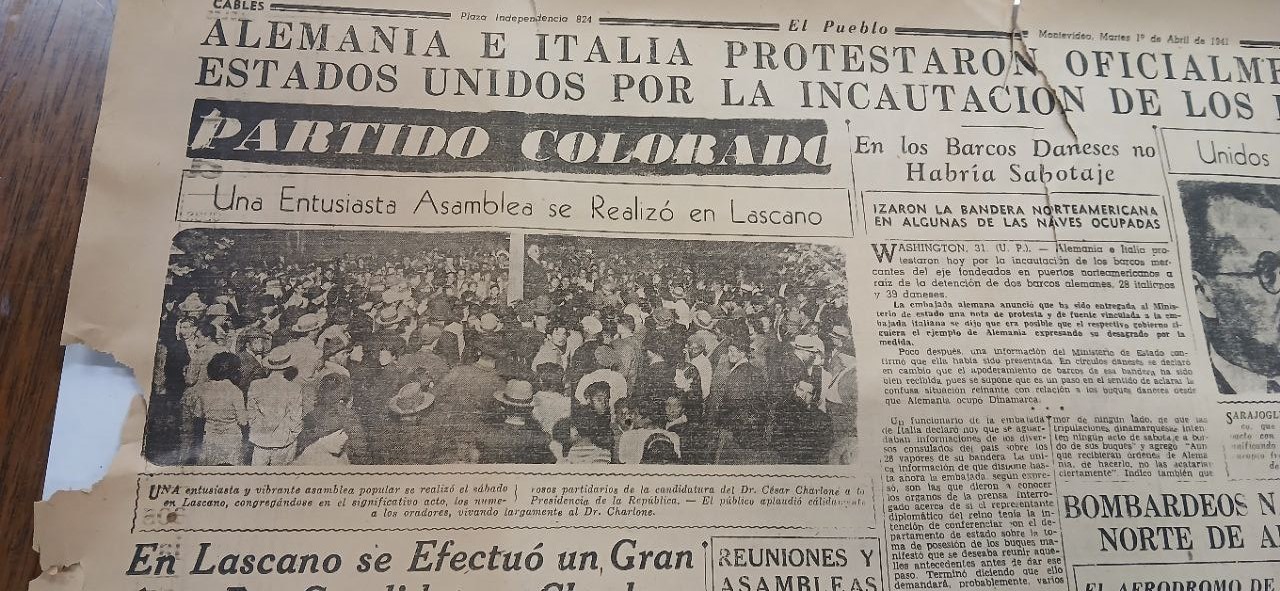 CABLES
Plaza Independencia 824
El Pueblo
Montevideo, Martes 1º de Abril de 1941
ALEMANIA E ITALIA PROTESTARON OFICIALME
ESTADOS UNIDOS POR LA INCAUTACION DE LOS
PARTIDO COLORADO
Una Entusiasta Asamblea se Realizó en Lascano
UNA entusiasta y vibrante asamblea popular se realizó el sábado
en Lascano, congregándose en el significativo acto, los nume-
rosos partidarios de la candidatura del Dr. César Charlone a la
Presidencia de la República. — El público aplaudió cálidamente
a los oradores, vivando largamente al Dr. Charlone.
En Lascano se Efectuó un Gran
REUNIONES Y
ASAMBLEAS
En los Barcos Daneses no
Habría Sabotaje
IZARON LA BANDERA NORTEAMERICANA
EN ALGUNAS DE LAS NAVES OCUPADAS
WASHINGTON, 31. (U. P.). — Alemania e Italia pro-
testaron hoy por la incautación de los barcos mer-
cantes del eje fondeados en puertos norteamericanos a
raiz de la detención de dos barcos alemanes, 28 italianos
y 39 daneses.
La embajada alemana anunció que ha sido entregada al Minis-
terio de estado una nota de protesta y de fuente vinculada a la em-
bajada italiana se dijo que era posible que el respectivo gobierno si-
guiera el ejemplo de Alemania expresando su desagrado por la
medida.
Poco después, una información del Ministerio de Estado con-
firmó que ella había sido presentada. En círculos daneses se declaró
en cambio que el apoderamiento de barcos de esa bandera ha sido
bien recibida pues se supone que es un paso en el sentido de aclarar la
confusa situación reinante con relación a los buques daneses desde
que Alemania ocupó Dinamarca.
Un funcionario de la embajada
de Italia declaró hoy que se aguar-
daban informaciones de los diver-
sos consulados del país sobre los
28 vapores de su bandera. La úni-
ca información de que dispone has-
ta ahora la embajada, según expre-
só, son las que dieron a conocer
los órganos de la prensa. Interro-
gado acerca de si el representante
diplomático del reino tenía la in-
tención de conferenciar con el de-
partamento de estado sobre la to-
ma de posesión de los buques ma-
nifestó que se deseaba reunir aque-
llos antecedentes antes de dar ese
paso. Terminó diciendo que ello
demandará, probablemente, varios
mor de ningún lado, de que las
tripulaciones dinamarquesas inten-
ten ningún acto de sabotaje a bor-
do de sus buques" y agregó "Aun
que recibieran órdenes de Alema
nia, de hacerlo, no las acatarían
ciertamente". Indicó también que
Unidos
SARAJOGL
co, que
BOMBARDEOS N
NORTE DE A
EL AERODROMO DE